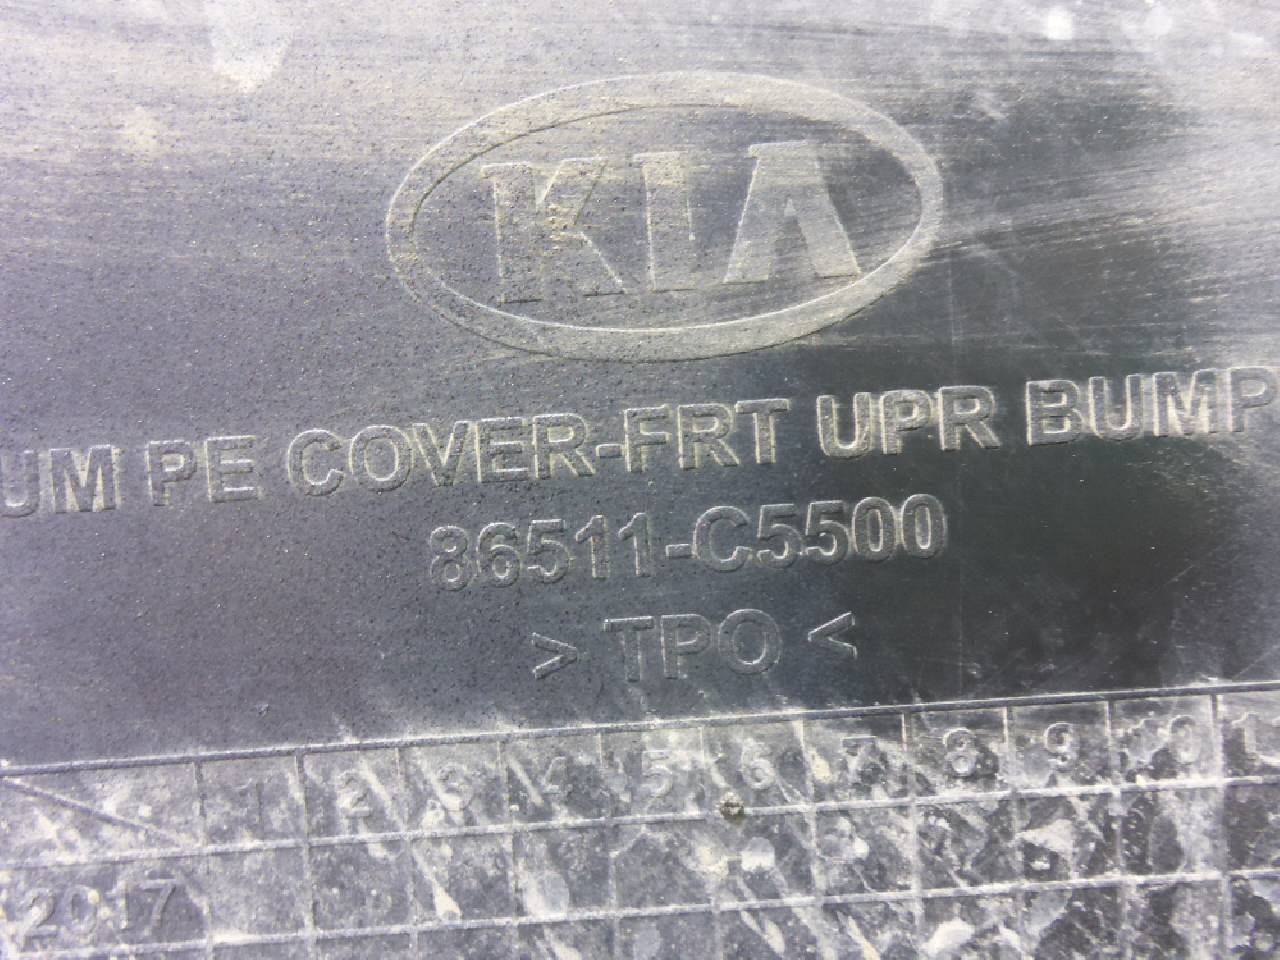 KIA
UM PE COVER-FRT UPR BUMP
86511-C5500
> TPO <
1 2 3 4 5 6 7 8 9 10 1
2017